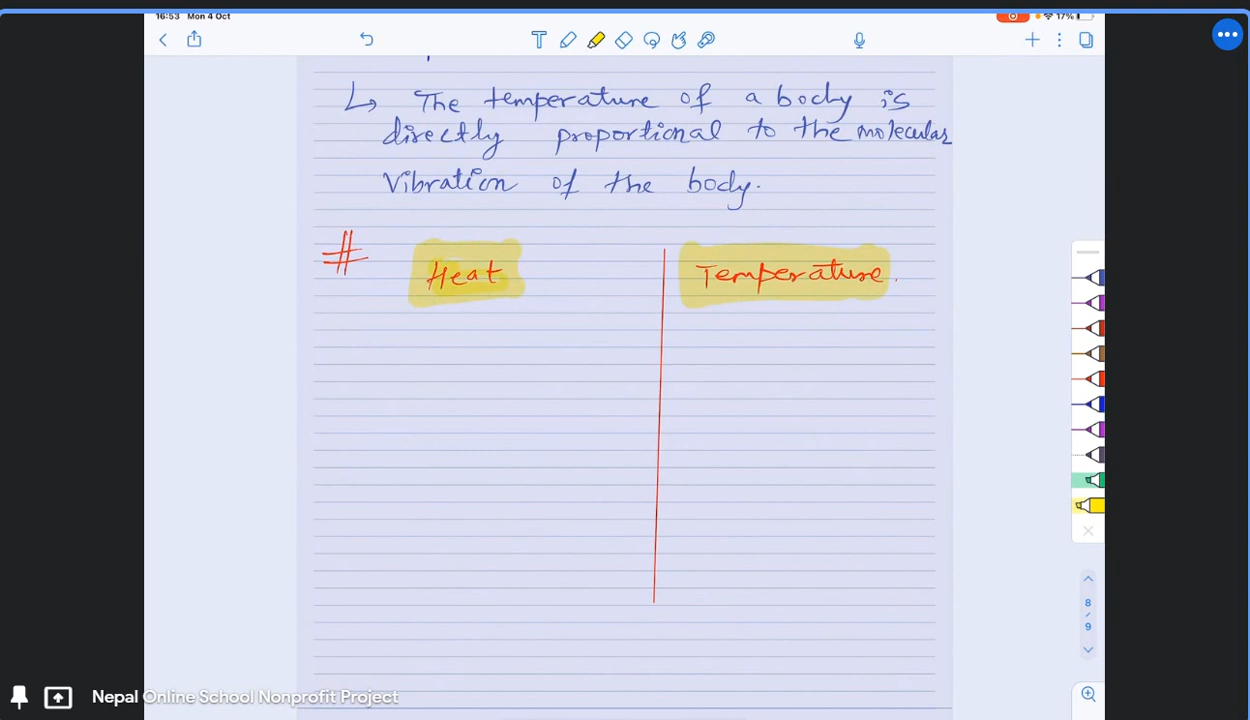 16:53 Mon 4 Oct
17%
T
The temperature of a body is
directly proportional to the molecular
vibration of the body.
# Heat Temperature.
8
/
9
Nepal Online School Nonprofit Project